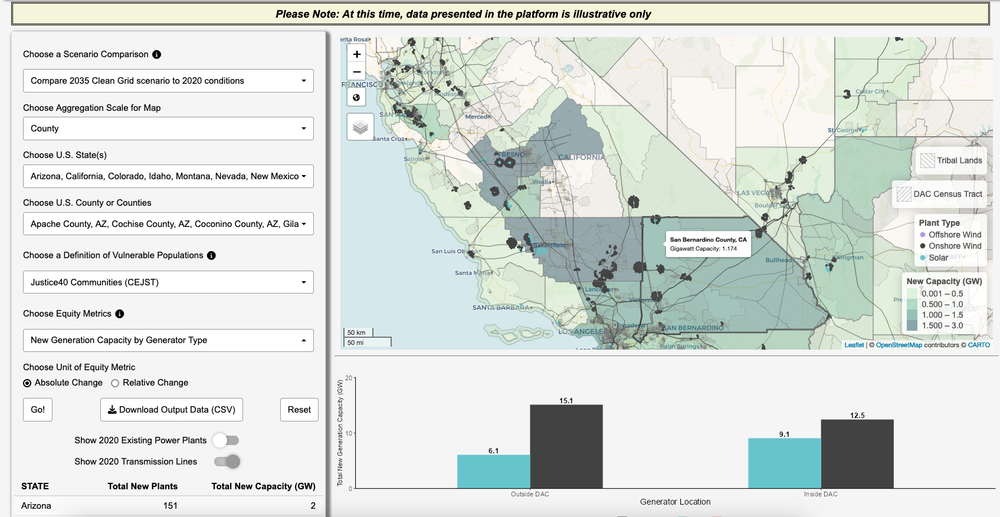 Please Note: At this time, data presented in the platform is illustrative only
Choose a Scenario Comparison
Compare 2035 Clean Grid scenario to 2020 conditions
Choose Aggregation Scale for Map
County
Choose U.S. State(s)
Arizona, California, Colorado, Idaho, Montana, Nevada, New Mexico
Choose U.S. County or Counties
Apache County, AZ, Cochise County, AZ, Coconino County, AZ, Gila
Choose a Definition of Vulnerable Populations
Justice40 Communities (CEJST)
Choose Equity Metrics
New Generation Capacity by Generator Type
Choose Unit of Equity Metric
Absolute Change
Relative Change
Go!
Download Output Data (CSV)
Reset
Show 2020 Existing Power Plants
Show 2020 Transmission Lines
STATE Total New Plants Total New Capacity (GW)
Arizona 151 2
+
−
Stockton
Modesto
Merced
Santa Cruz
Salinas
FRESNO
CALIFORNIA
Visalia
Cedar City
St George
LAS VEGAS
Boulder City
San Bernardino County, CA
Gigawatt Capacity: 1.174
Bakersfield
San Luis Obispo
Santa Maria
SANTA BARBARA
Lancaster
Pasadena
SAN BERNARDINO
Palm Springs
Bullhead City
Kingman
50 km
50 mi
Tribal Lands
DAC Census Tract
Plant Type
Offshore Wind
Onshore Wind
Solar
New Capacity (GW)
0.001 – 0.5
0.500 – 1.0
1.000 – 1.5
1.500 – 3.0
Leaflet | © OpenStreetMap contributors © CARTO
Total New Generation Capacity (GW)
20
10
0
6.1
15.1
9.1
12.5
Outside DAC
Inside DAC
Generator Location